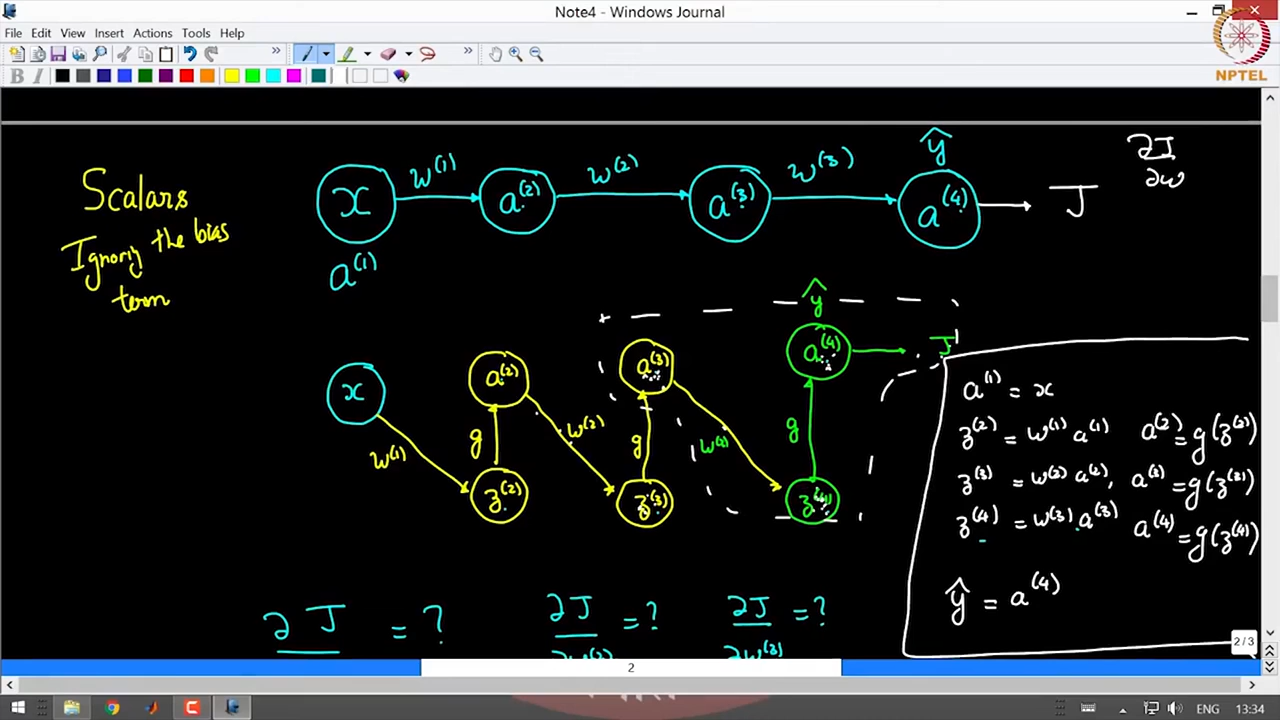 Note4 - Windows Journal
File Edit View Insert Actions Tools Help
NPTEL
B I
Scalars
Ignoring the bias
term
x w^(1) a^(2) w^(2) a^(3) w^(3) a^(4) ŷ J
∂J
∂w
a^(1)
ŷ
x a^(2) a^(3) a^(4) J
w^(1) g w^(2) g w^(3) g
z^(2) z^(3) z^(4)
a^(1) = x
z^(2) = w^(1) a^(1) a^(2) = g(z^(2))
z^(3) = w^(2) a^(2), a^(3) = g(z^(3))
z^(4) = w^(3) a^(3) a^(4) = g(z^(4))
ŷ = a^(4)
∂J = ? ∂J = ? ∂J = ?
∂w^(2) ∂w^(3)
2/3
2
ENG 13:34